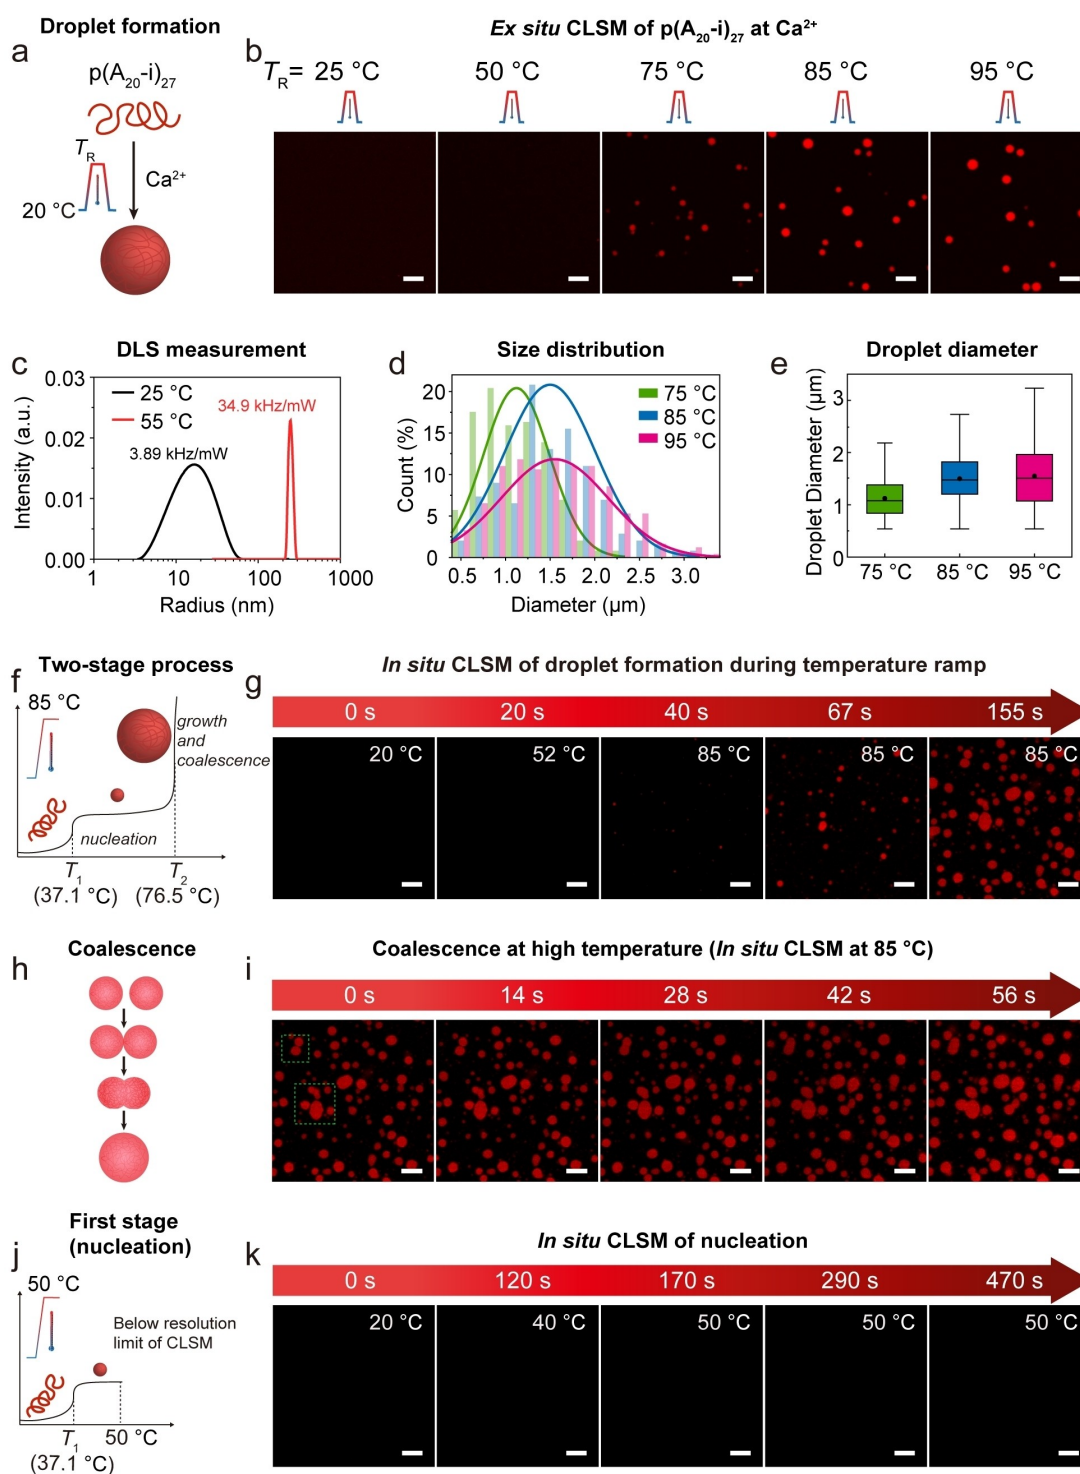 Droplet formation
a
p(A20-i)27
TR
Ca2+
20 °C
Ex situ CLSM of p(A20-i)27 at Ca2+
b
TR= 25 °C 50 °C 75 °C 85 °C 95 °C
DLS measurement
c
Intensity (a.u.)
0.03
0.02
0.01
0.00
25 °C
55 °C
34.9 kHz/mW
3.89 kHz/mW
1 10 100 1000
Radius (nm)
Size distribution
d
Count (%)
20
15
10
5
0
75 °C
85 °C
95 °C
0.5 1.0 1.5 2.0 2.5 3.0
Diameter (µm)
Droplet diameter
e
Droplet Diameter (µm)
3
2
1
0
75 °C 85 °C 95 °C
Two-stage process
f
85 °C
growth
and
coalescence
nucleation
T1 T2
(37.1 °C) (76.5 °C)
In situ CLSM of droplet formation during temperature ramp
g
0 s 20 s 40 s 67 s 155 s
20 °C 52 °C 85 °C 85 °C 85 °C
Coalescence
h
Coalescence at high temperature (In situ CLSM at 85 °C)
i
0 s 14 s 28 s 42 s 56 s
First stage
(nucleation)
j
50 °C
Below resolution
limit of CLSM
T1 50 °C
(37.1 °C)
In situ CLSM of nucleation
k
0 s 120 s 170 s 290 s 470 s
20 °C 40 °C 50 °C 50 °C 50 °C